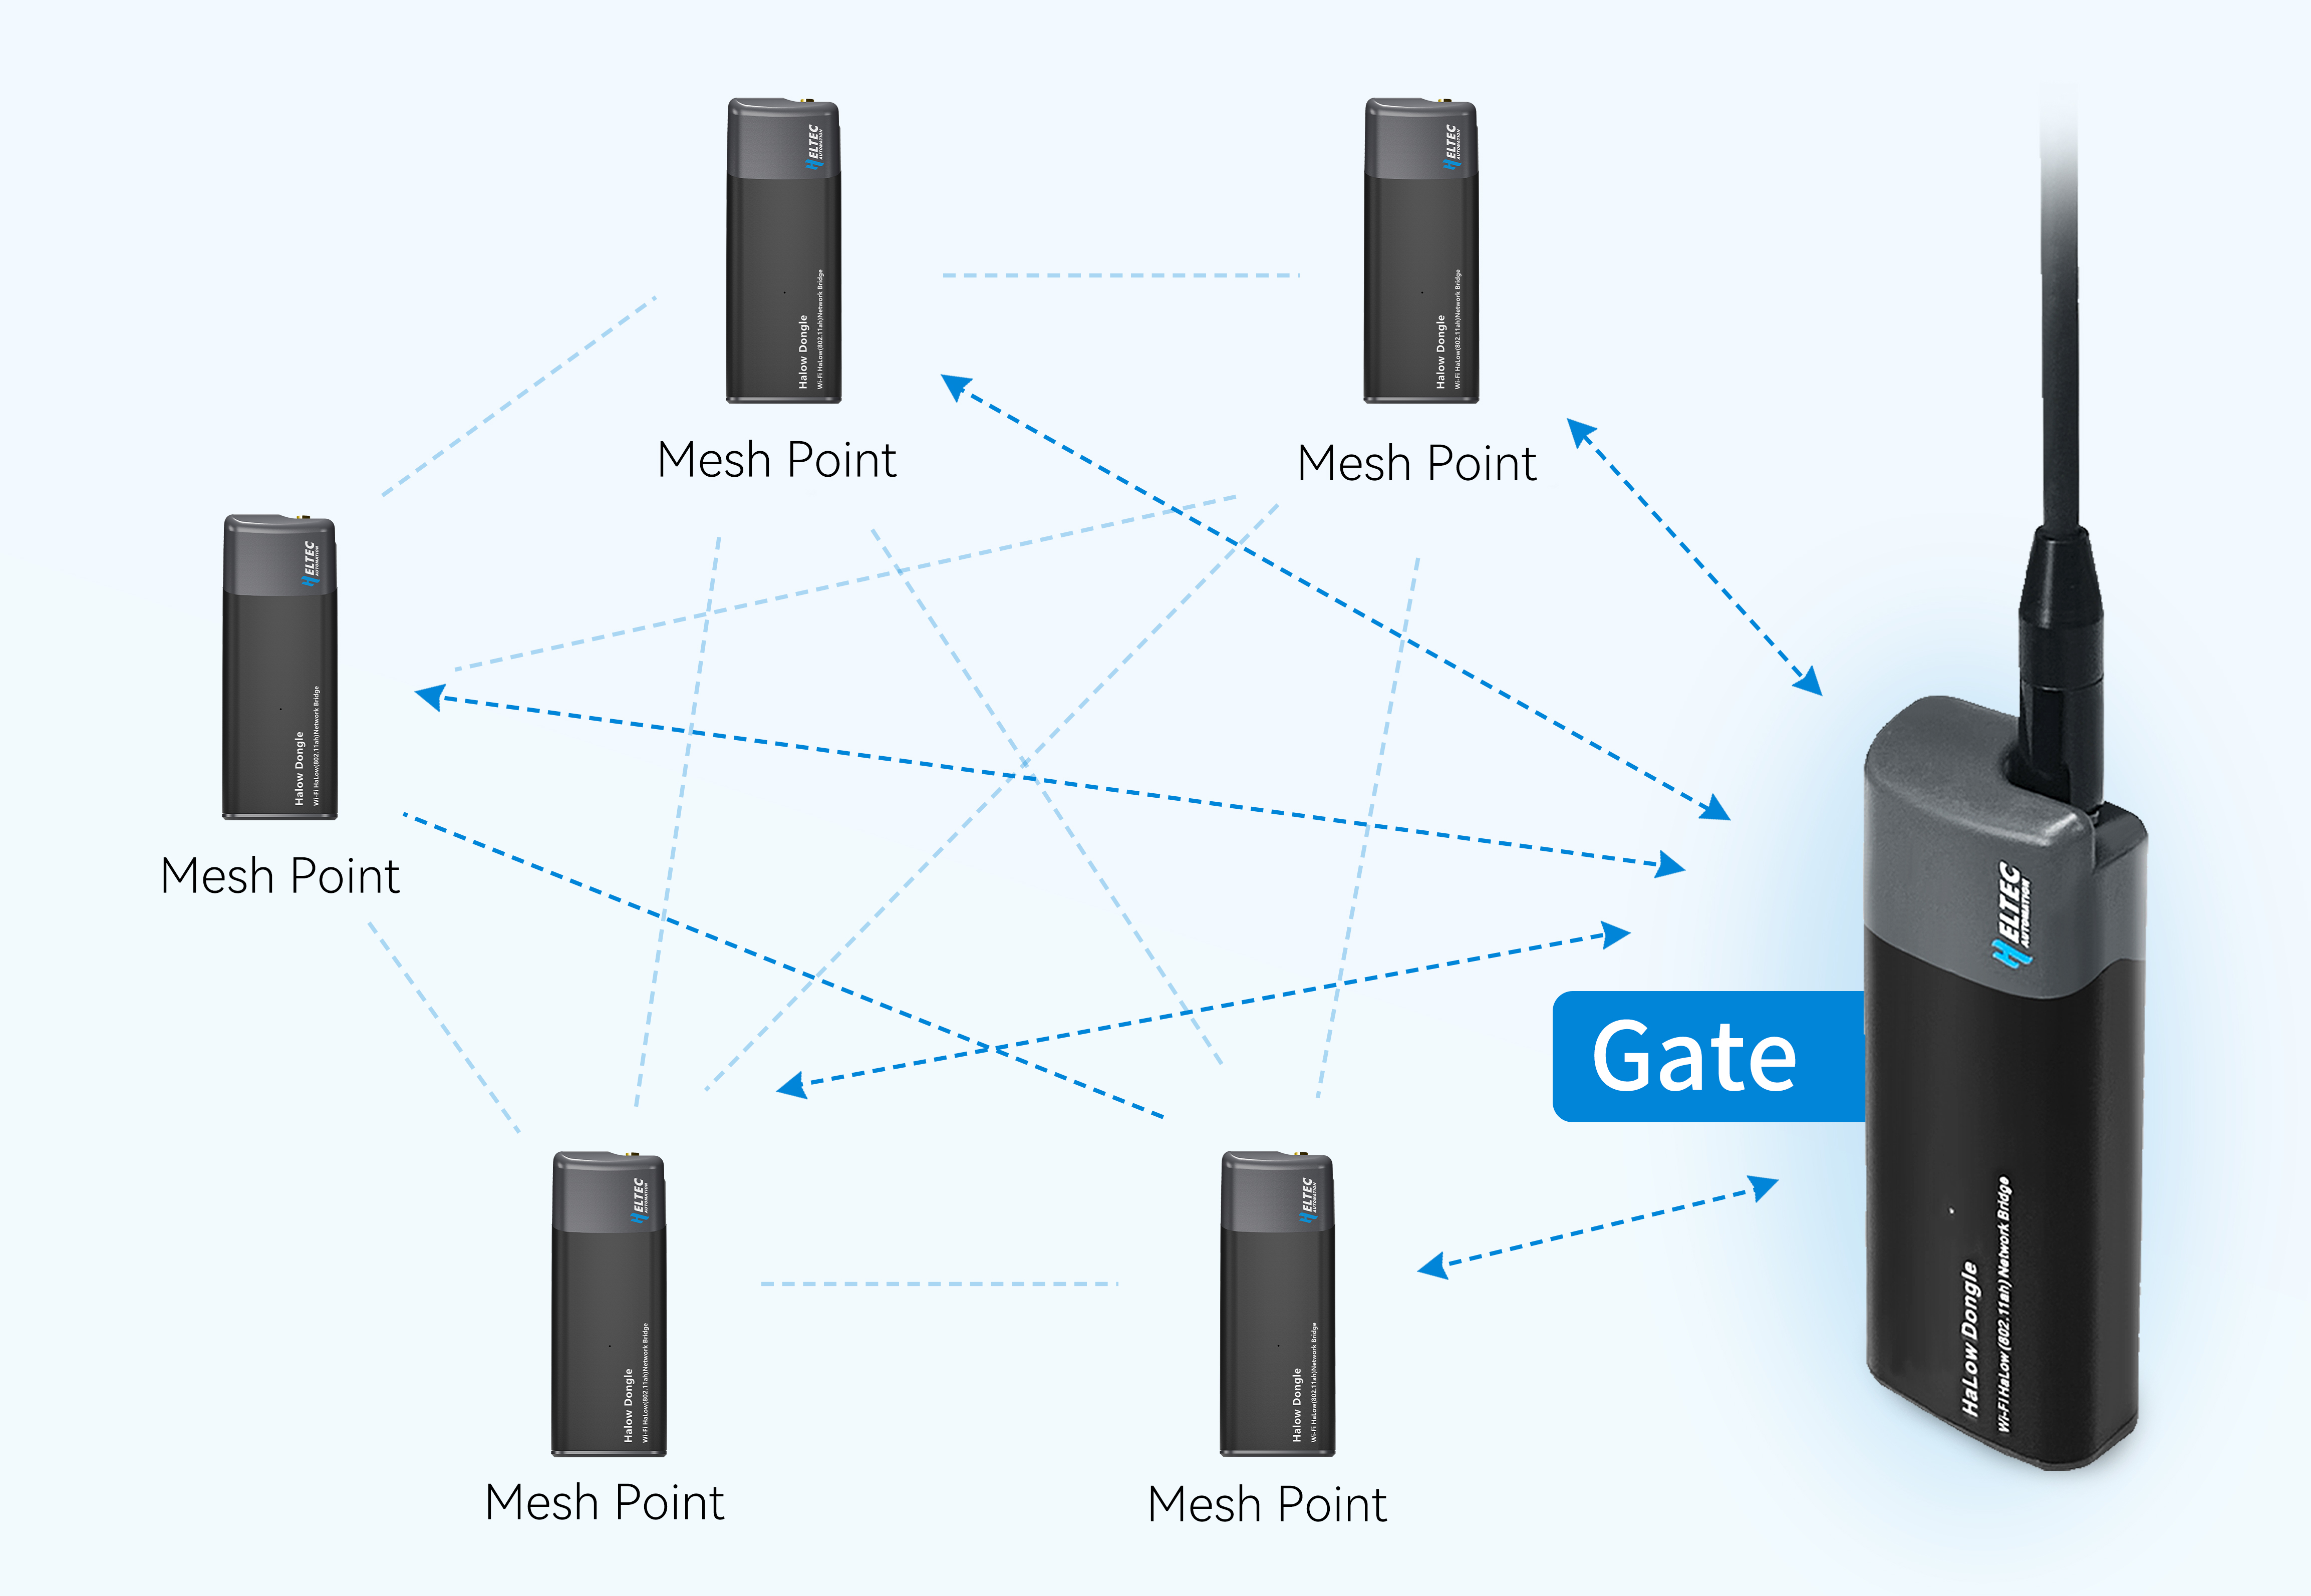 HELTEC
AUTOMATION
Halow Dongle
Wi-Fi HaLow(802.11ah)Network Bridge
Mesh Point
HELTEC
AUTOMATION
Halow Dongle
Wi-Fi HaLow(802.11ah)Network Bridge
Mesh Point
HELTEC
AUTOMATION
Halow Dongle
Wi-Fi HaLow(802.11ah)Network Bridge
Mesh Point
HELTEC
AUTOMATION
Halow Dongle
Wi-Fi HaLow(802.11ah)Network Bridge
Mesh Point
HELTEC
AUTOMATION
Halow Dongle
Wi-Fi HaLow(802.11ah)Network Bridge
Mesh Point
Gate
HELTEC
AUTOMATION
HaLow Dongle
Wi-Fi HaLow (802.11ah) Network Bridge